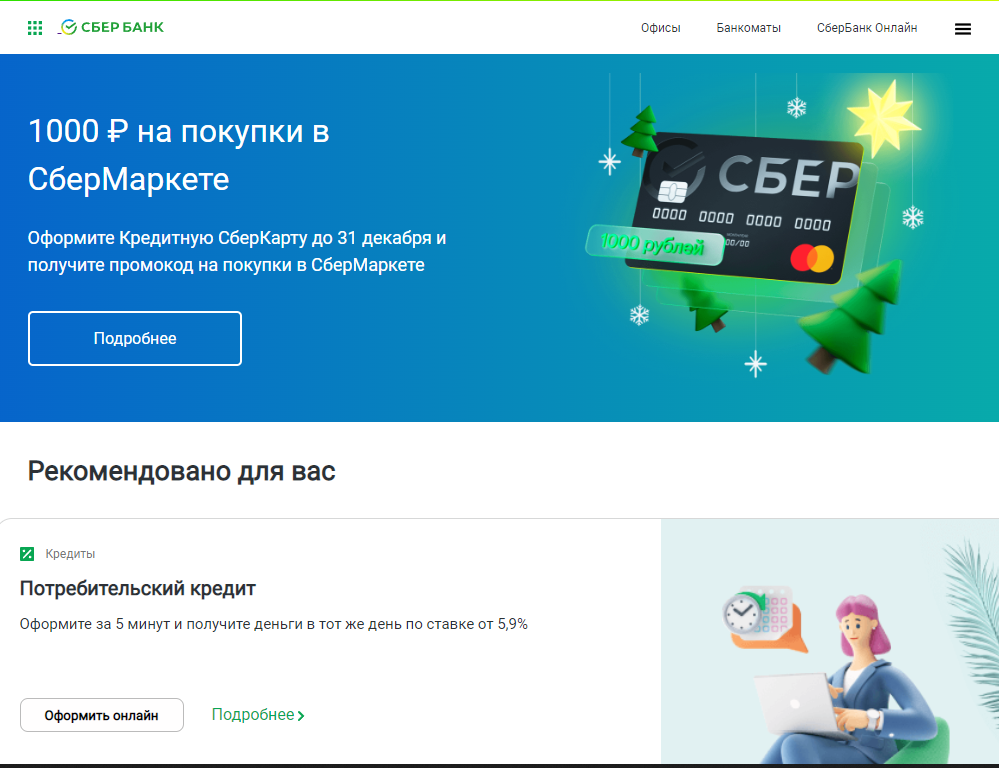 СБЕР БАНК
Офисы
Банкоматы
СберБанк Онлайн
1000 ₽ на покупки в
СберМаркете
Оформите Кредитную СберКарту до 31 декабря и
получите промокод на покупки в СберМаркете
Подробнее
СБЕР
0000 0000 0000 0000
00/00
1000 рублей
Рекомендовано для вас
Кредиты
Потребительский кредит
Оформите за 5 минут и получите деньги в тот же день по ставке от 5,9%
Оформить онлайн
Подробнее